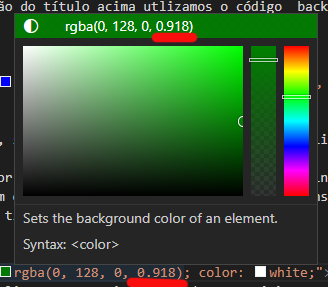 ão do título acima utlizamos o código back
rgba(0, 128, 0, 0.918)
Sets the background color of an element.
Syntax: <color>
rgba(0, 128, 0, 0.918); color: white;">